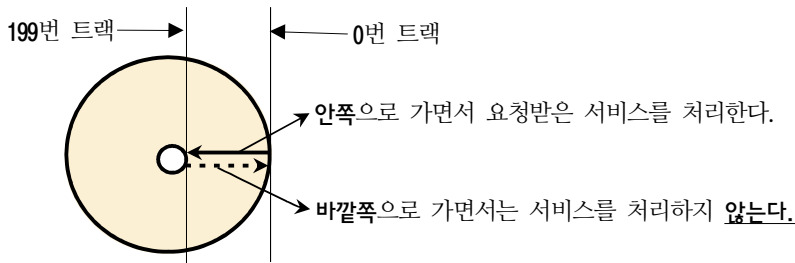 199번 트랙
0번 트랙
안쪽으로 가면서 요청받은 서비스를 처리한다.
바깥쪽으로 가면서는 서비스를 처리하지 않는다.